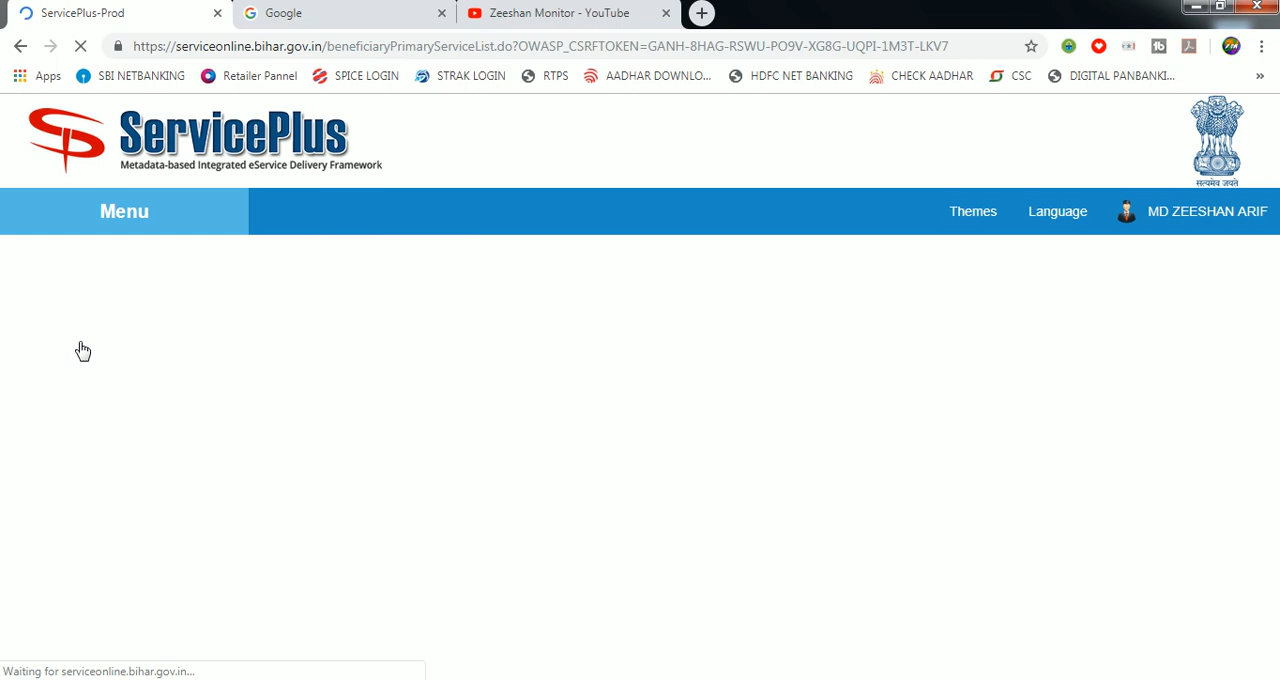 ServicePlus-Prod
Google
Zeeshan Monitor - YouTube
https://serviceonline.bihar.gov.in/beneficiaryPrimaryServiceList.do?OWASP_CSRFTOKEN=GANH-8HAG-RSWU-PO9V-XG8G-UQPI-1M3T-LKV7
Apps SBI NETBANKING Retailer Pannel SPICE LOGIN STRAK LOGIN RTPS AADHAR DOWNLO... HDFC NET BANKING CHECK AADHAR CSC DIGITAL PANBANKI... »
ServicePlus
Metadata-based Integrated eService Delivery Framework
सत्यमेव जयते
Menu
Themes Language MD ZEESHAN ARIF
Waiting for serviceonline.bihar.gov.in...